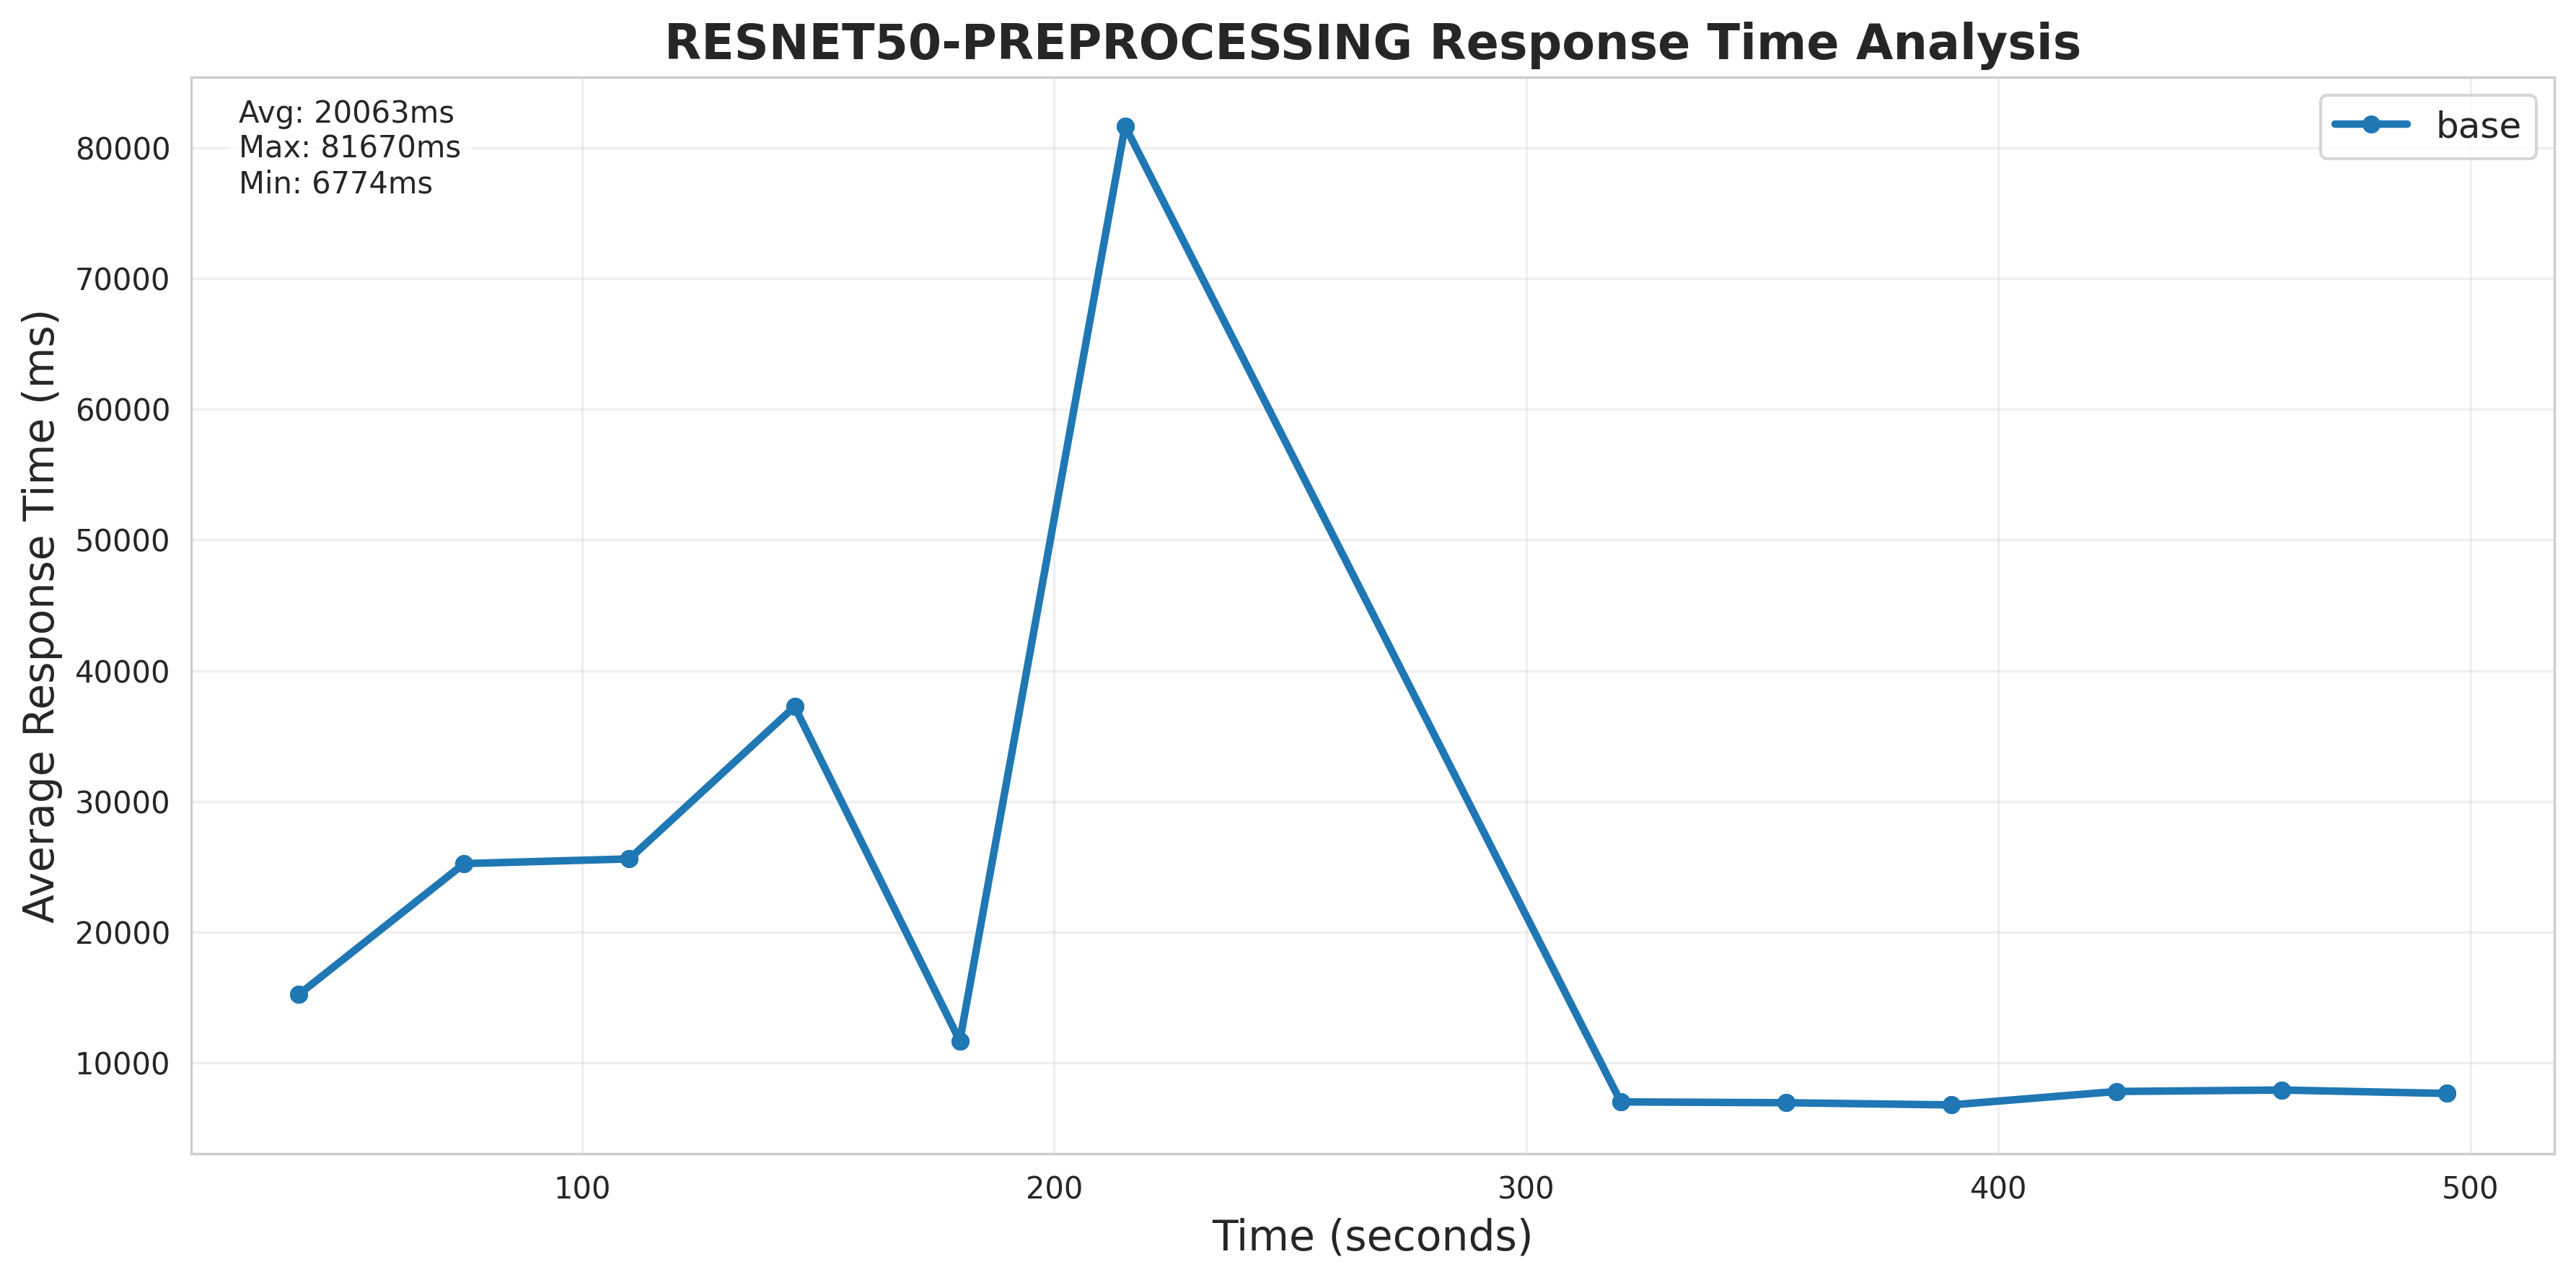 RESNET50-PREPROCESSING Response Time Analysis
Avg: 20063ms
Max: 81670ms
Min: 6774ms
base
Average Response Time (ms)
80000
70000
60000
50000
40000
30000
20000
10000
100 200 300 400 500
Time (seconds)